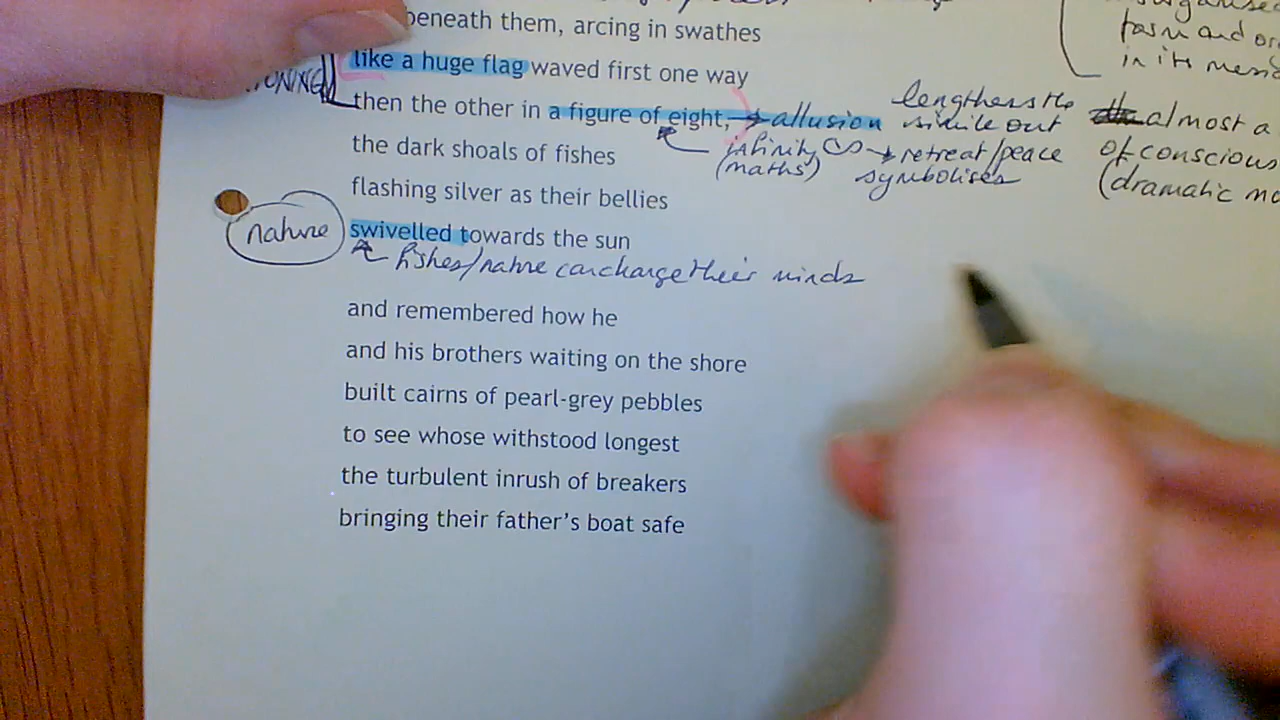 beneath them, arcing in swathes
like a huge flag waved first one way
then the other in a figure of eight, → allusion
lengthens the
simile out
almost a
the dark shoals of fishes
infinity ∞ → retreat/peace
(maths) symbolises
of conscious
(dramatic mo
flashing silver as their bellies
nature
swivelled towards the sun
fishes/nature can change their minds
and remembered how he
and his brothers waiting on the shore
built cairns of pearl-grey pebbles
to see whose withstood longest
the turbulent inrush of breakers
bringing their father's boat safe
form and
in its